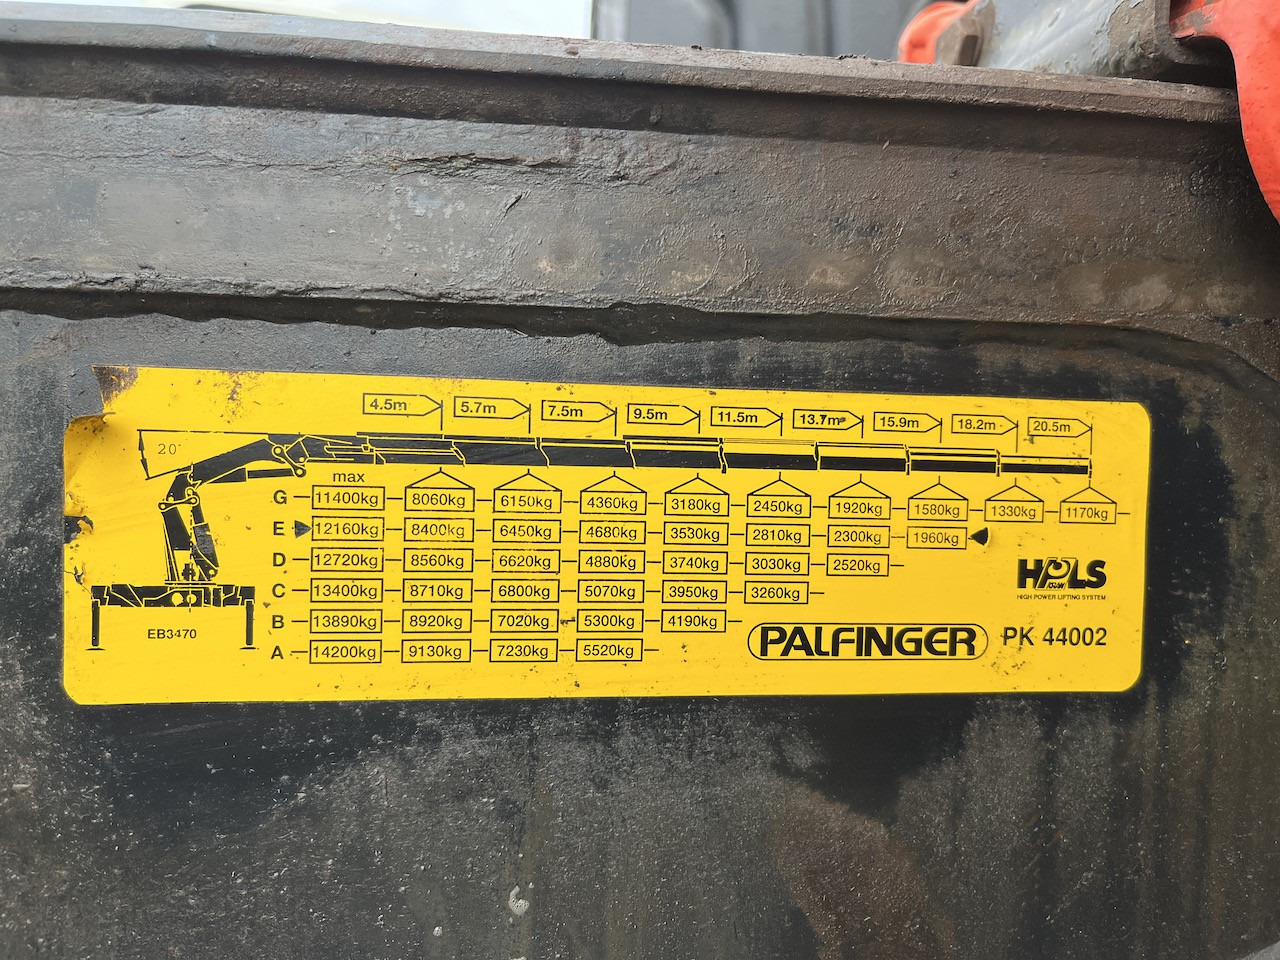 4.5m 5.7m 7.5m 9.5m 11.5m 13.7m 15.9m 18.2m 20.5m
20°
max
G 11400kg 8060kg 6150kg 4360kg 3180kg 2450kg 1920kg 1580kg 1330kg 1170kg
E 12160kg 8400kg 6450kg 4680kg 3530kg 2810kg 2300kg 1960kg
D 12720kg 8560kg 6620kg 4880kg 3740kg 3030kg 2520kg
C 13400kg 8710kg 6800kg 5070kg 3950kg 3260kg
B 13890kg 8920kg 7020kg 5300kg 4190kg
A 14200kg 9130kg 7230kg 5520kg
EB3470
HPLS
HIGH POWER LIFTING SYSTEM
PALFINGER PK 44002